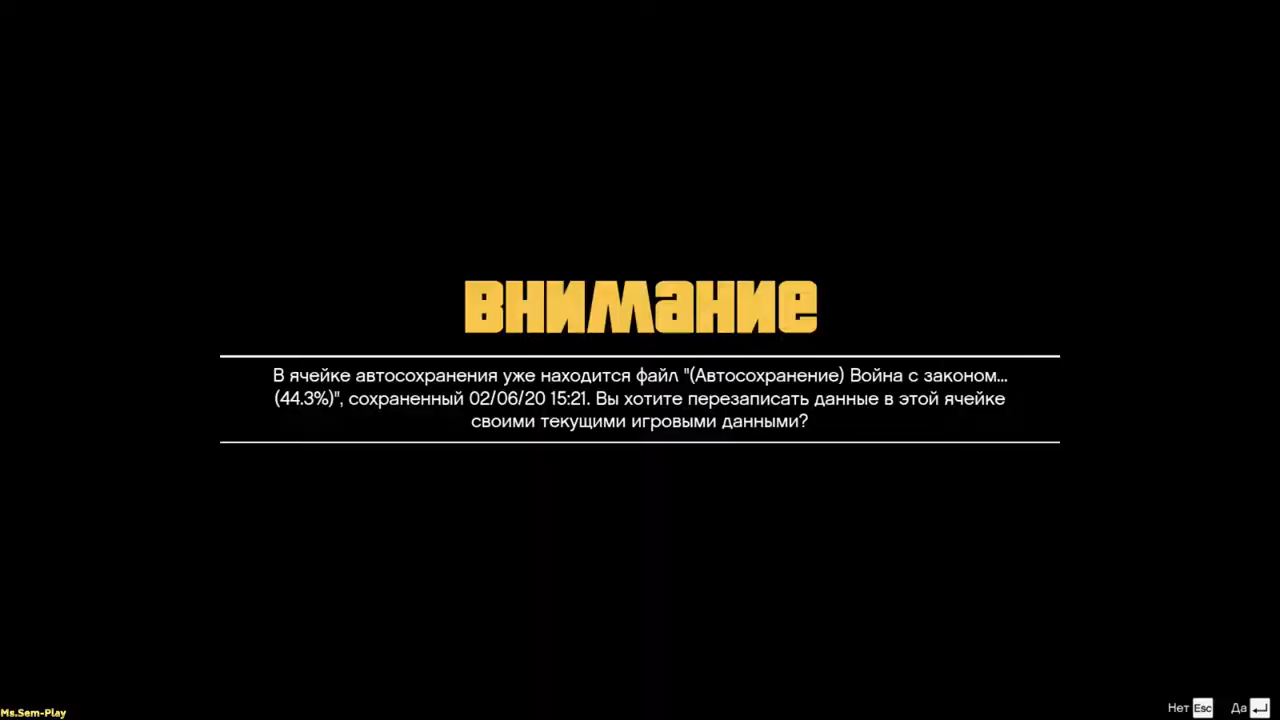 внимание
В ячейке автосохранения уже находится файл "(Автосохранение) Война с законом...
(44.3%)", сохраненный 02/06/20 15:21. Вы хотите перезаписать данные в этой ячейке
своими текущими игровыми данными?
Нет Esc Да
Ms.Sem-Play